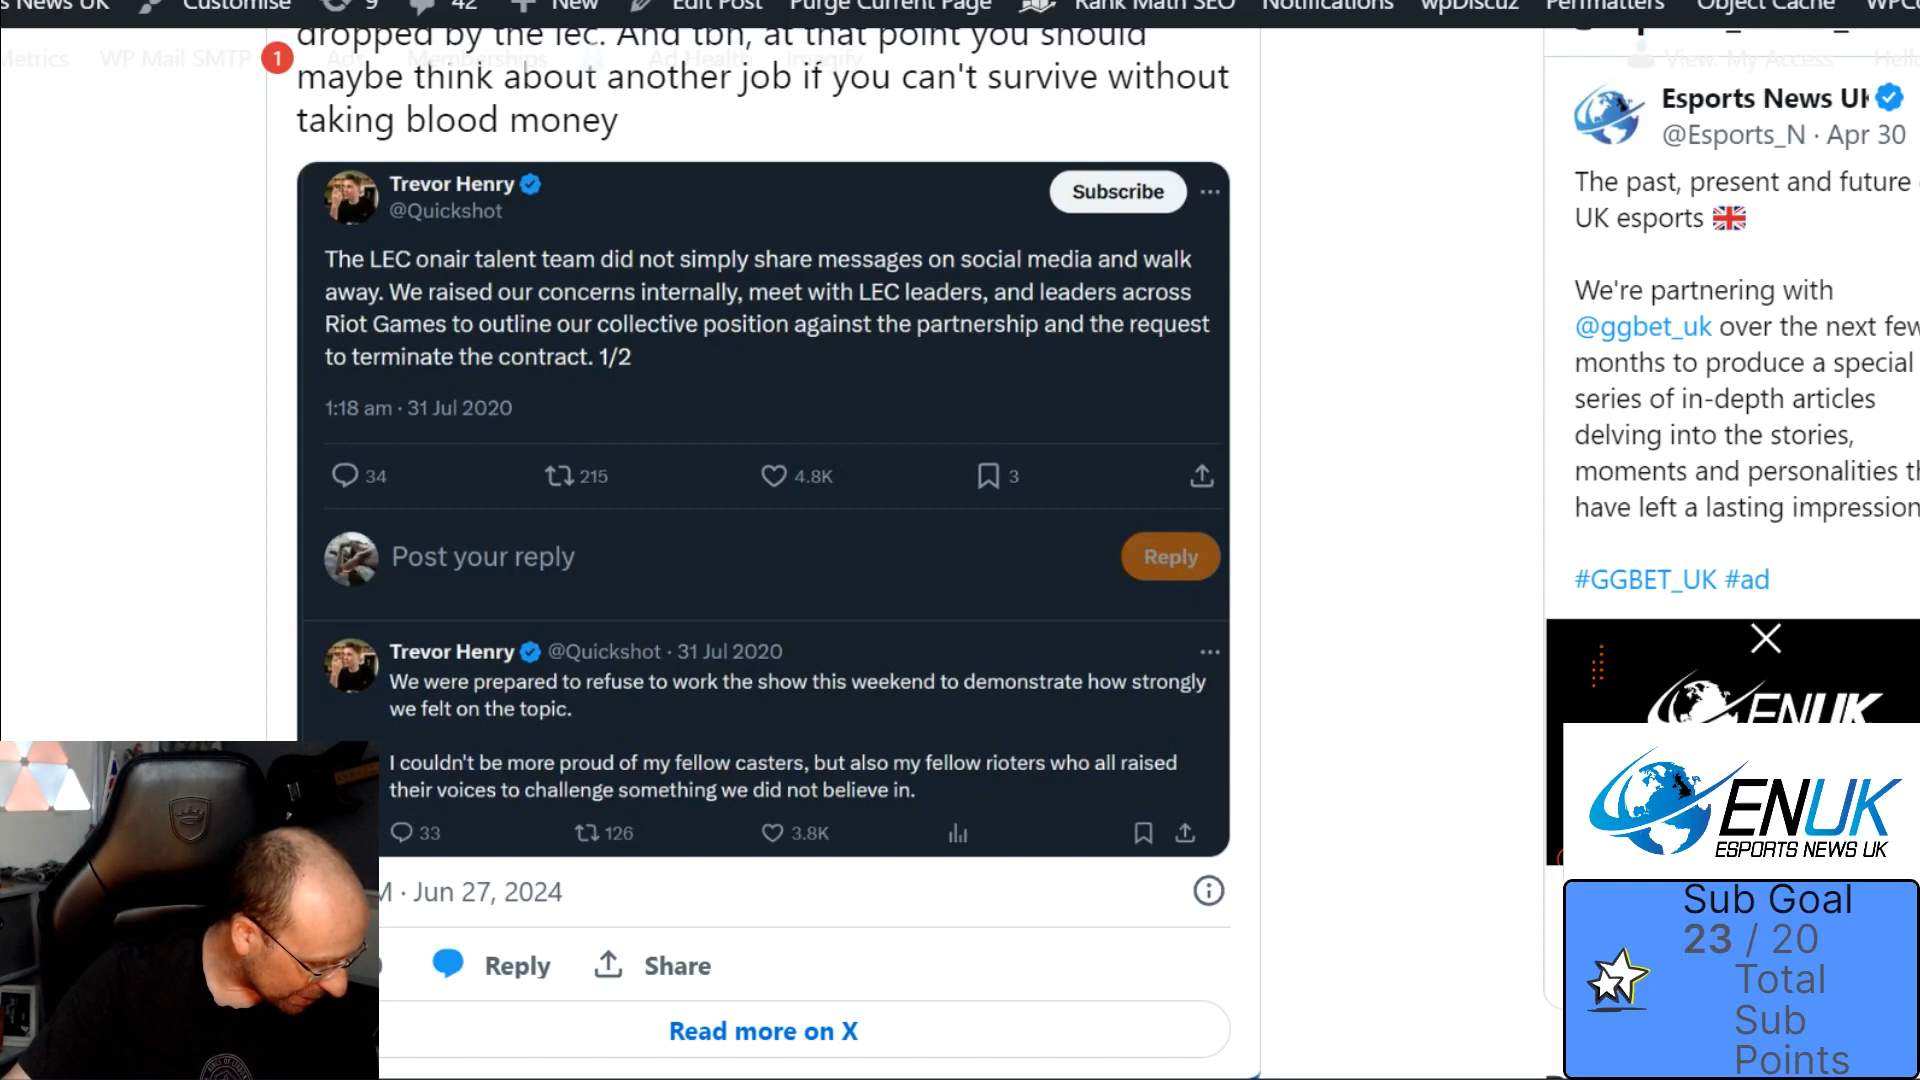 s News UK Customise 9 42 New Edit Post Purge Current Page Rank Math SEO Notifications wpDiscuz Perfmatters Object Cache
Metrics WP Mail SMTP 1 Ads Memberships Ad Health Imagify View: My Access
dropped by the lec. And tbh, at that point you should
maybe think about another job if you can't survive without
taking blood money
Trevor Henry
@Quickshot
Subscribe
The LEC onair talent team did not simply share messages on social media and walk
away. We raised our concerns internally, meet with LEC leaders, and leaders across
Riot Games to outline our collective position against the partnership and the request
to terminate the contract. 1/2
1:18 am · 31 Jul 2020
34 215 4.8K 3
Post your reply
Reply
Trevor Henry @Quickshot · 31 Jul 2020
We were prepared to refuse to work the show this weekend to demonstrate how strongly
we felt on the topic.
I couldn't be more proud of my fellow casters, but also my fellow rioters who all raised
their voices to challenge something we did not believe in.
33 126 3.8K
M · Jun 27, 2024
Reply Share
Read more on X
Esports News UK
@Esports_N · Apr 30
The past, present and future
UK esports
We're partnering with
@ggbet_uk over the next few
months to produce a special
series of in-depth articles
delving into the stories,
moments and personalities
have left a lasting impression
#GGBET_UK #ad
ENUK
ENUK
ESPORTS NEWS UK
Sub Goal
23 / 20
Total
Sub
Points